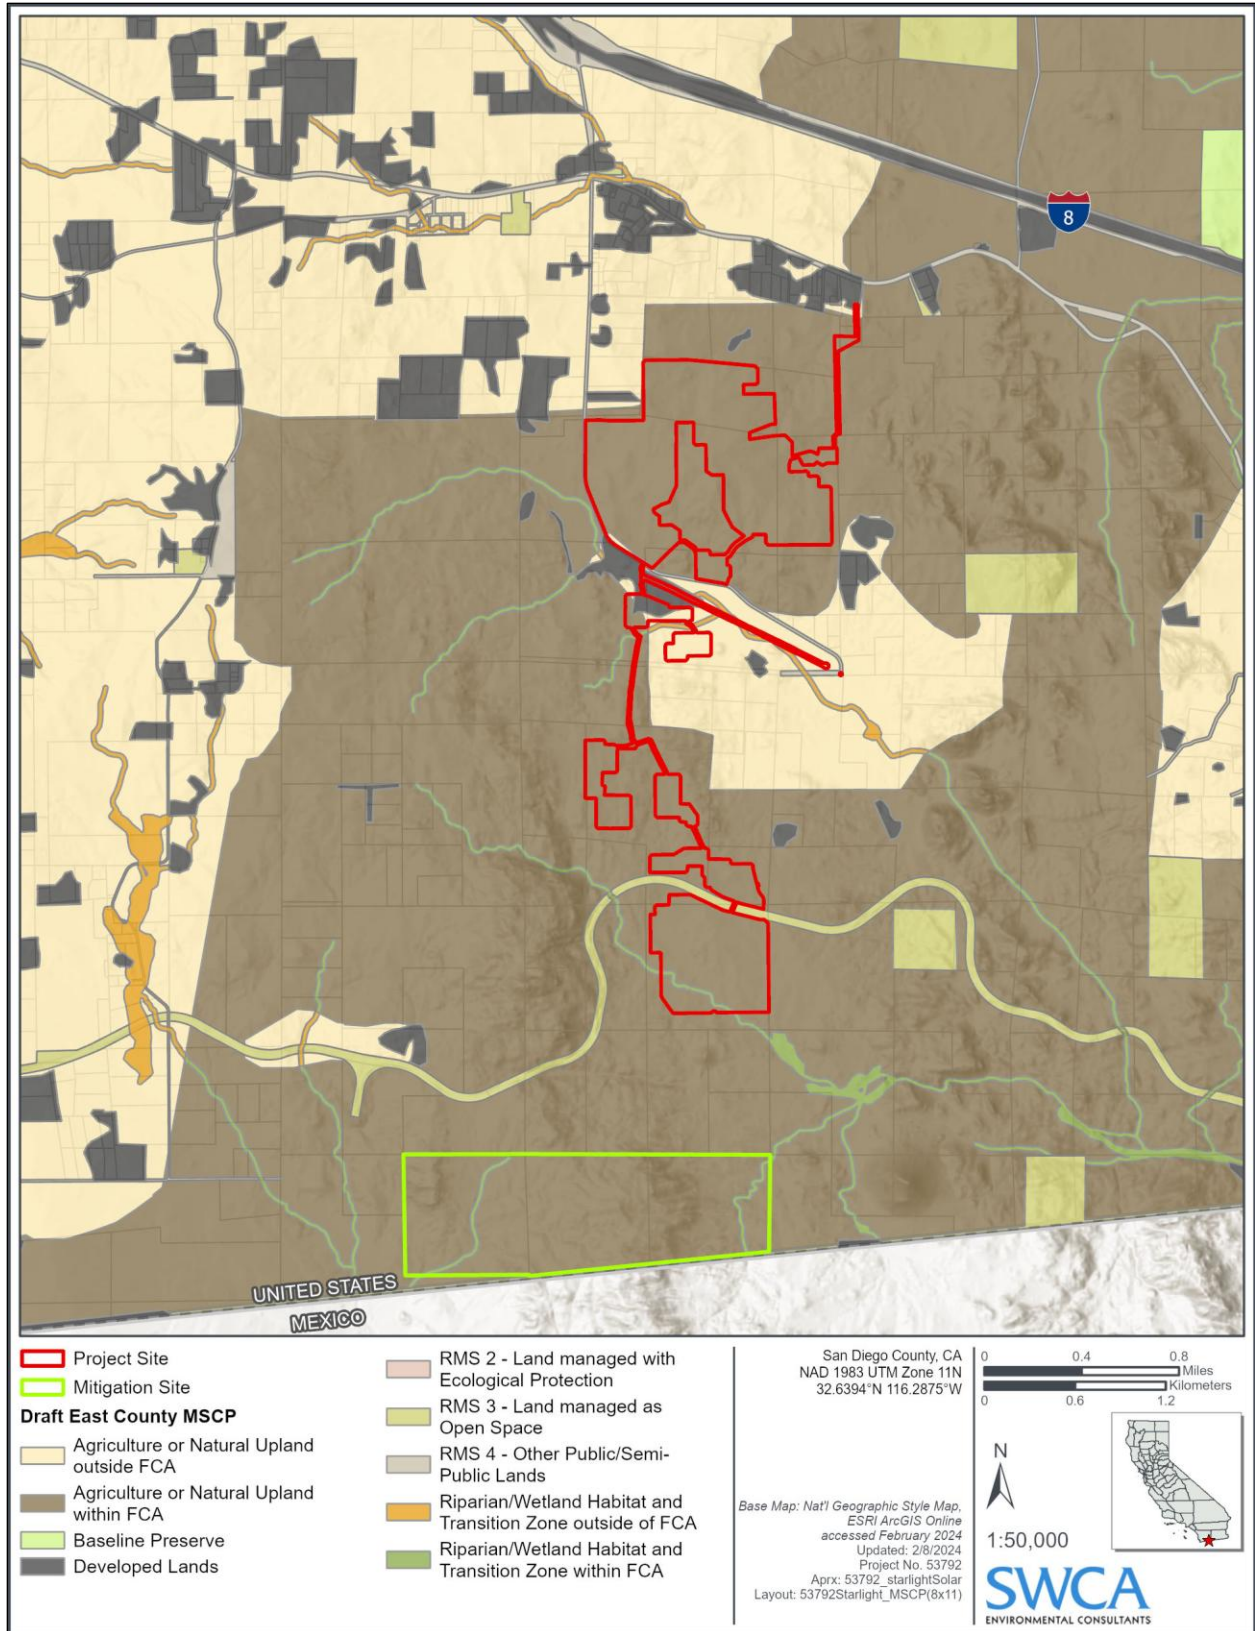 8
UNITED STATES
MEXICO
Project Site
Mitigation Site
Draft East County MSCP
Agriculture or Natural Upland
outside FCA
Agriculture or Natural Upland
within FCA
Baseline Preserve
Developed Lands
RMS 2 - Land managed with
Ecological Protection
RMS 3 - Land managed as
Open Space
RMS 4 - Other Public/Semi-
Public Lands
Riparian/Wetland Habitat and
Transition Zone outside of FCA
Riparian/Wetland Habitat and
Transition Zone within FCA
San Diego County, CA
NAD 1983 UTM Zone 11N
32.6394°N 116.2875°W
Base Map: Nat'l Geographic Style Map,
ESRI ArcGIS Online
accessed February 2024
Updated: 2/8/2024
Project No. 53792
Aprx: 53792_starlightSolar
Layout: 53792Starlight_MSCP(8x11)
0 0.4 0.8
Miles
Kilometers
0 0.6 1.2
N
1:50,000
SWCA
ENVIRONMENTAL CONSULTANTS